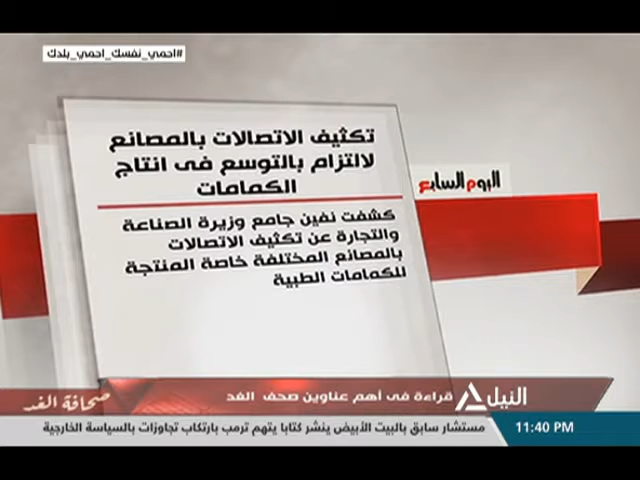 #احمي_نفسك_احمي_بلدك
تكثيف الاتصالات بالمصانع
لالتزام بالتوسع فى انتاج
الكمامات
اليوم السابع
كشفت نفين جامع وزيرة الصناعة
والتجارة عن تكثيف الاتصالات
بالمصانع المختلفة خاصة المنتجة
للكمامات الطبية
النيل
قراءة فى أهم عناوين صحف الغد
صحافة الغد
مستشار سابق بالبيت الأبيض ينشر كتابا يتهم ترمب بارتكاب تجاوزات بالسياسة الخارجية
11:40 PM